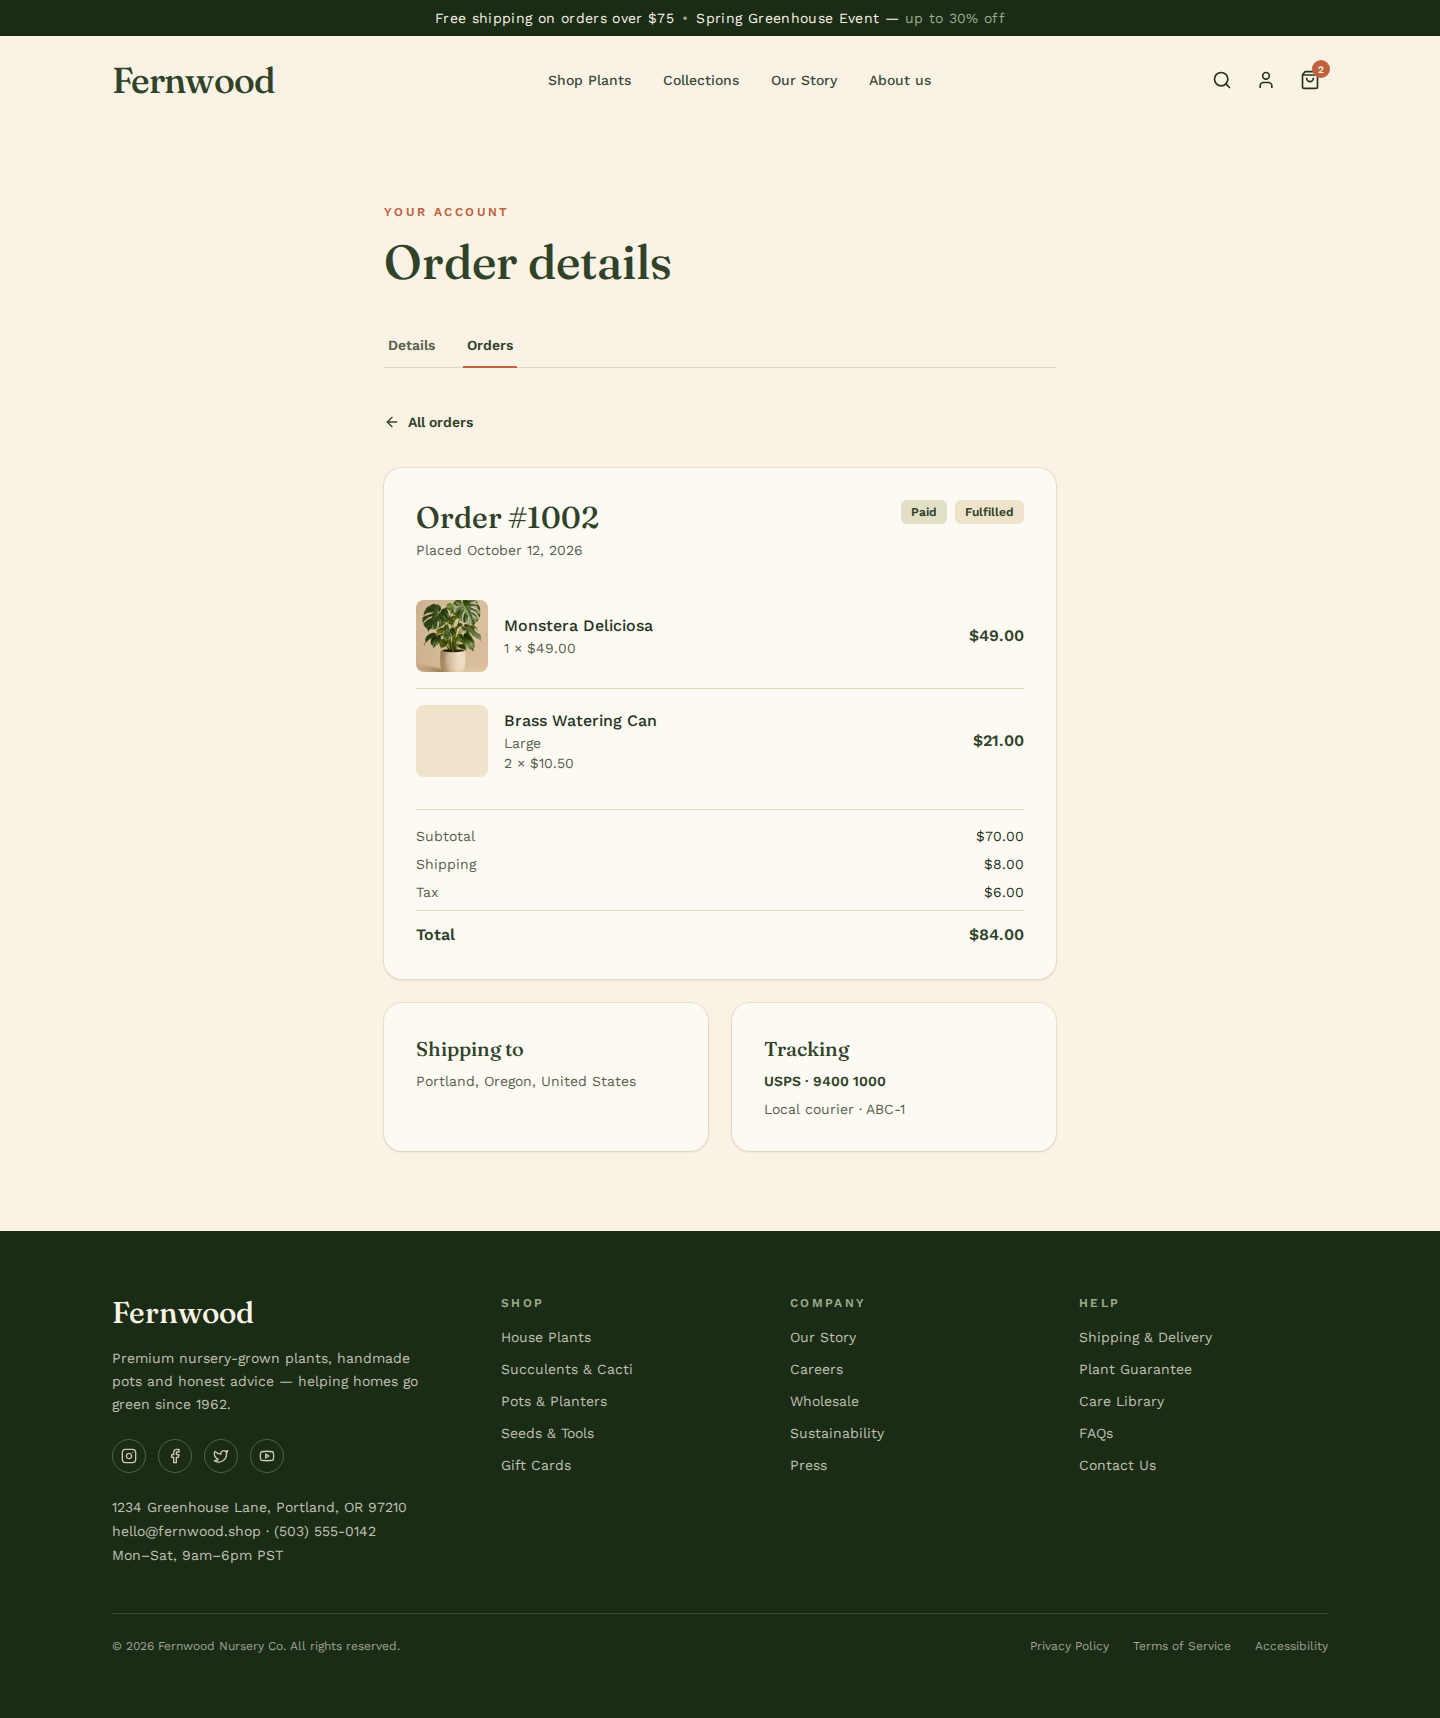 Free shipping on orders over $75 • Spring Greenhouse Event — up to 30% off
Fernwood
Shop Plants
Collections
Our Story
About us
2
YOUR ACCOUNT
Order details
Details
Orders
All orders
Order #1002
Paid
Fulfilled
Placed October 12, 2026
Monstera Deliciosa
1 × $49.00
$49.00
Brass Watering Can
Large
2 × $10.50
$21.00
Subtotal
$70.00
Shipping
$8.00
Tax
$6.00
Total
$84.00
Shipping to
Portland, Oregon, United States
Tracking
USPS · 9400 1000
Local courier · ABC-1
Fernwood
Premium nursery-grown plants, handmade
pots and honest advice — helping homes go
green since 1962.
1234 Greenhouse Lane, Portland, OR 97210
hello@fernwood.shop · (503) 555-0142
Mon–Sat, 9am–6pm PST
SHOP
House Plants
Succulents & Cacti
Pots & Planters
Seeds & Tools
Gift Cards
COMPANY
Our Story
Careers
Wholesale
Sustainability
Press
HELP
Shipping & Delivery
Plant Guarantee
Care Library
FAQs
Contact Us
© 2026 Fernwood Nursery Co. All rights reserved.
Privacy Policy
Terms of Service
Accessibility